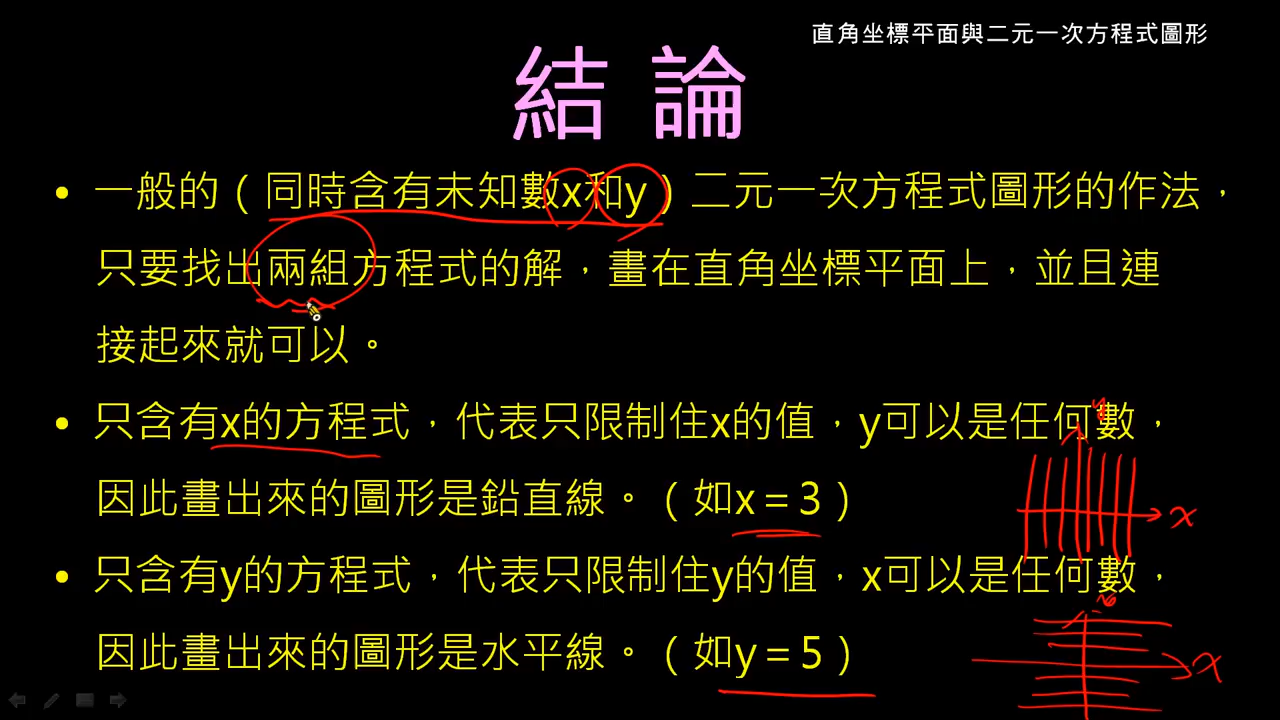 直角坐標平面與二元一次方程式圖形
結論
•一般的（同時含有未知數x和y）二元一次方程式圖形的作法，
只要找出兩組方程式的解，畫在直角坐標平面上，並且連
接起來就可以。
•只含有x的方程式，代表只限制住x的值，y可以是任何數，
因此畫出來的圖形是鉛直線。（如x＝3）
•只含有y的方程式，代表只限制住y的值，x可以是任何數，
因此畫出來的圖形是水平線。（如y＝5）
y
x
x